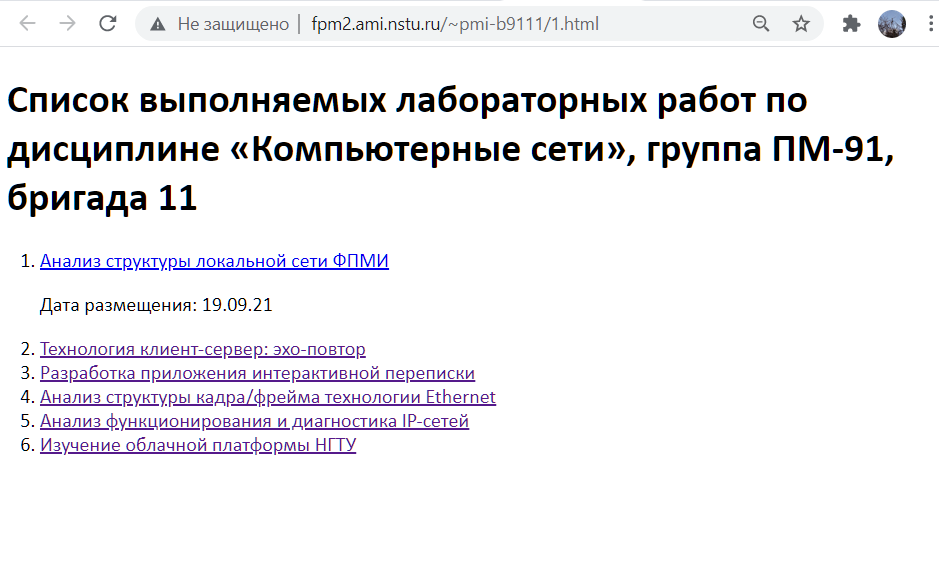 Не защищено | fpm2.ami.nstu.ru/~pmi-b9111/1.html
Список выполняемых лабораторных работ по
дисциплине «Компьютерные сети», группа ПМ-91,
бригада 11
1. Анализ структуры локальной сети ФПМИ
Дата размещения: 19.09.21
2. Технология клиент-сервер: эхо-повтор
3. Разработка приложения интерактивной переписки
4. Анализ структуры кадра/фрейма технологии Ethernet
5. Анализ функционирования и диагностика IP-сетей
6. Изучение облачной платформы НГТУ